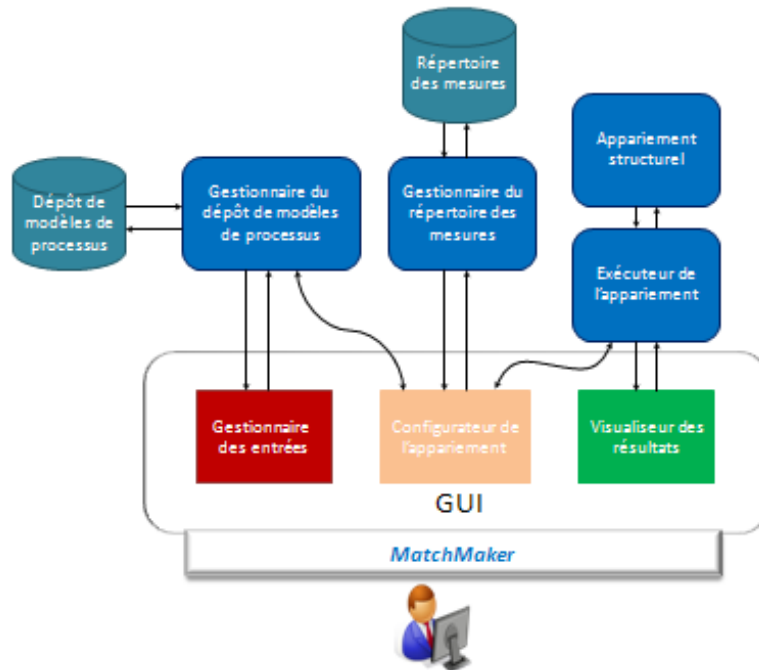 Répertoire
des mesures
Appariement
structurel
Dépôt de
modèles de
processus
Gestionnaire du
dépôt de modèles
de processus
Gestionnaire du
répertoire des
mesures
Exécuteur de
l'appariement
Gestionnaire
des entrées
Configurateur de
l'appariement
Visualiseur des
résultats
GUI
MatchMaker